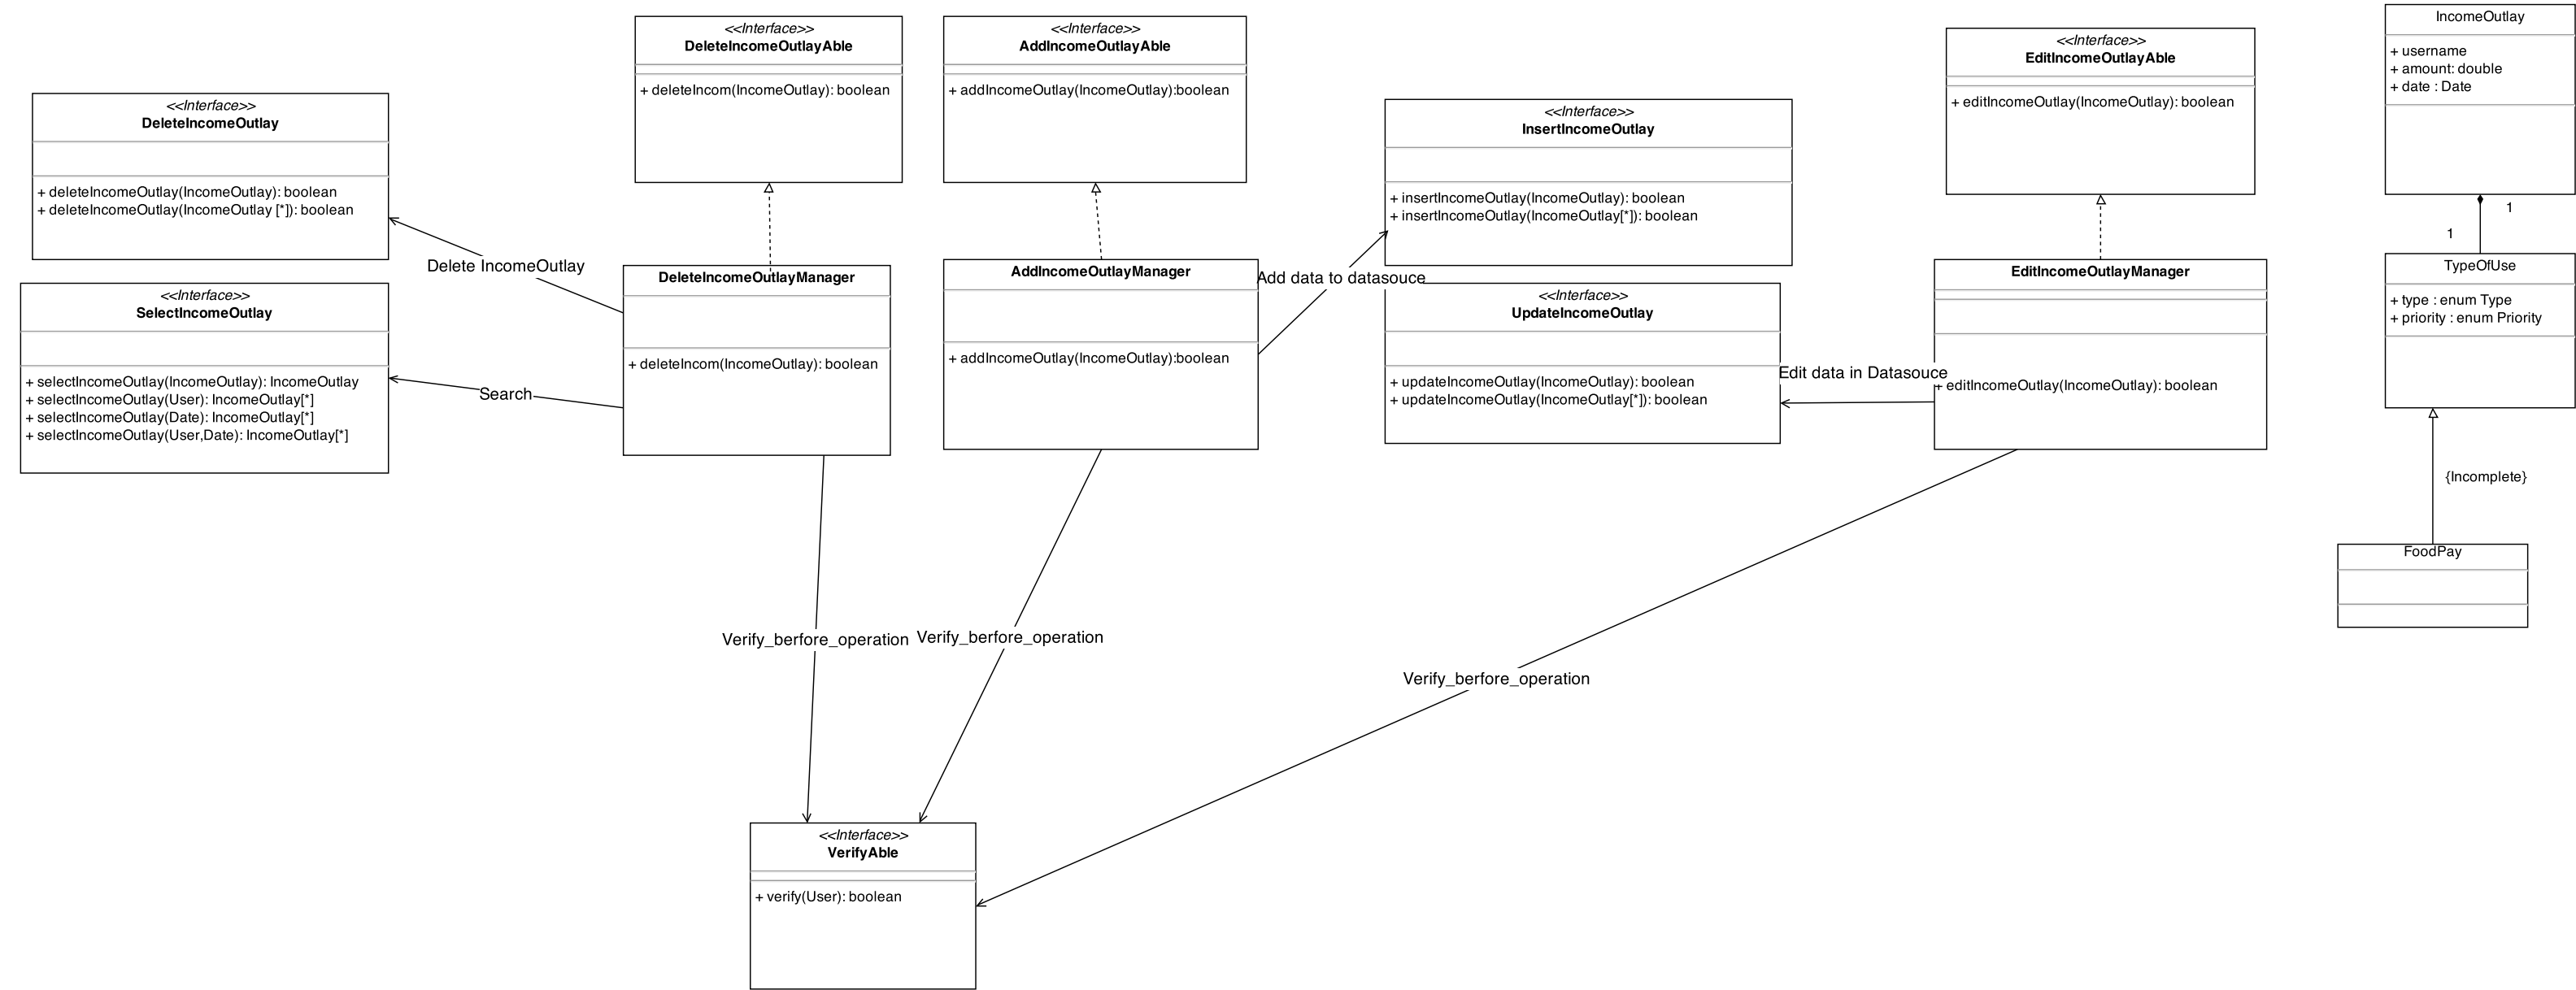 <<Interface>>
DeleteIncomeOutlay
+ deleteIncomeOutlay(IncomeOutlay): boolean
+ deleteIncomeOutlay(IncomeOutlay [*]): boolean
<<Interface>>
SelectIncomeOutlay
+ selectIncomeOutlay(IncomeOutlay): IncomeOutlay
+ selectIncomeOutlay(User): IncomeOutlay[*]
+ selectIncomeOutlay(Date): IncomeOutlay[*]
+ selectIncomeOutlay(User,Date): IncomeOutlay[*]
Delete IncomeOutlay
Search
<<Interface>>
DeleteIncomeOutlayAble
+ deleteIncom(IncomeOutlay): boolean
DeleteIncomeOutlayManager
+ deleteIncom(IncomeOutlay): boolean
<<Interface>>
AddIncomeOutlayAble
+ addIncomeOutlay(IncomeOutlay):boolean
AddIncomeOutlayManager
+ addIncomeOutlay(IncomeOutlay):boolean
Add data to datasouce
<<Interface>>
InsertIncomeOutlay
+ insertIncomeOutlay(IncomeOutlay): boolean
+ insertIncomeOutlay(IncomeOutlay[*]): boolean
<<Interface>>
UpdateIncomeOutlay
+ updateIncomeOutlay(IncomeOutlay): boolean
+ updateIncomeOutlay(IncomeOutlay[*]): boolean
Edit data in Datasouce
<<Interface>>
EditIncomeOutlayAble
+ editIncomeOutlay(IncomeOutlay): boolean
EditIncomeOutlayManager
+ editIncomeOutlay(IncomeOutlay): boolean
IncomeOutlay
+ username
+ amount: double
+ date : Date
1
1
TypeOfUse
+ type : enum Type
+ priority : enum Priority
{Incomplete}
FoodPay
Verify_berfore_operation
Verify_berfore_operation
Verify_berfore_operation
<<Interface>>
VerifyAble
+ verify(User): boolean